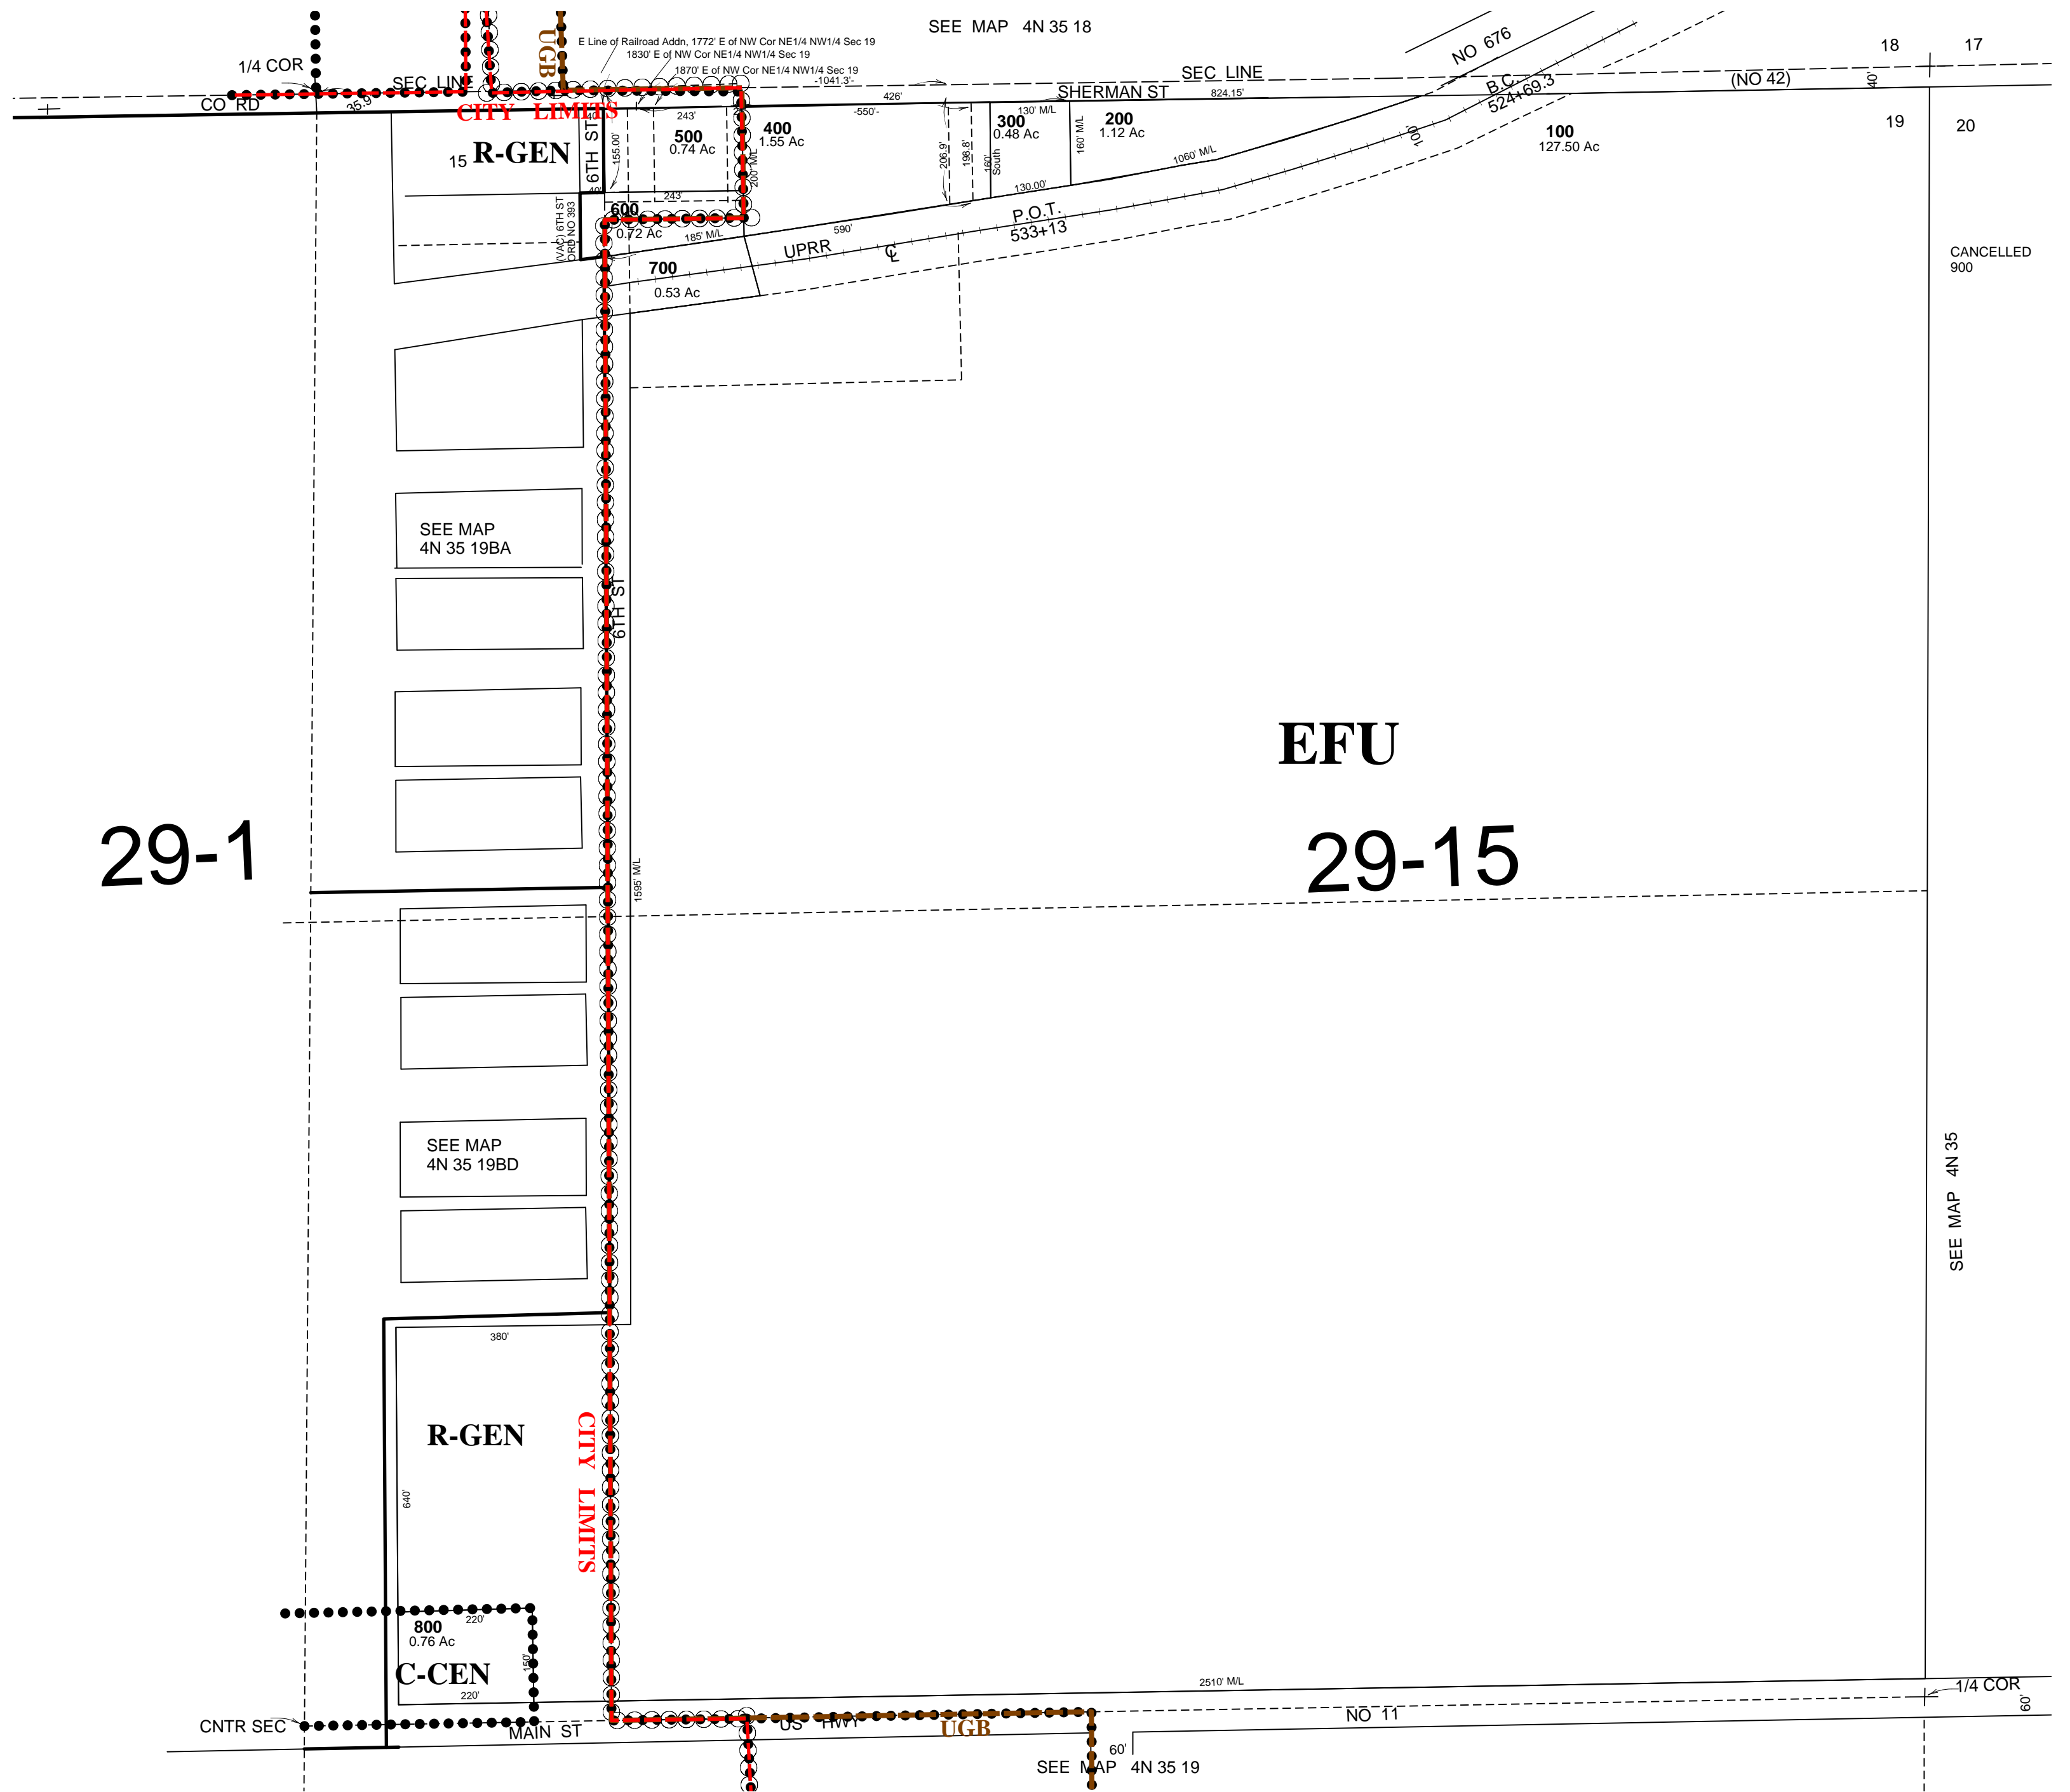 SEE MAP 4N 35 18
UGB
E Line of Railroad Addn, 1772' E of NW Cor NE1/4 NW1/4 Sec 19
1830' E of NW Cor NE1/4 NW1/4 Sec 19
1870' E of NW Cor NE1/4 NW1/4 Sec 19
NO 676
18
17
1/4 COR
SEC LINE
-1041.3'-
SEC LINE
B.C.
524+69.3
(NO 42)
40'
CO RD
35.9
CITY LIMITS
426'
SHERMAN ST
824.15'
40'
243'
-550'-
130' M/L
19
20
15
R-GEN
6TH ST
155.00'
500
0.74 Ac
400
1.55 Ac
200' M/L
206.9'
198.8'
300
0.48 Ac
160'
South
160' M/L
200
1.12 Ac
1060' M/L
100'
100
127.50 Ac
40'
243'
130.00'
(VAC) 6TH ST
ORD NO 393
600
0.72 Ac
185' M/L
590'
P.O.T.
533+13
UPRR
CL
CANCELLED
900
700
0.53 Ac
SEE MAP
4N 35 19BA
6TH ST
EFU
29-1
29-15
1595' M/L
SEE MAP
4N 35 19BD
SEE MAP 4N 35
380'
R-GEN
CITY LIMITS
640'
220'
800
0.76 Ac
150'
C-CEN
220'
2510' M/L
1/4 COR
60'
CNTR SEC
MAIN ST
US HWY
UGB
NO 11
60'
SEE MAP 4N 35 19